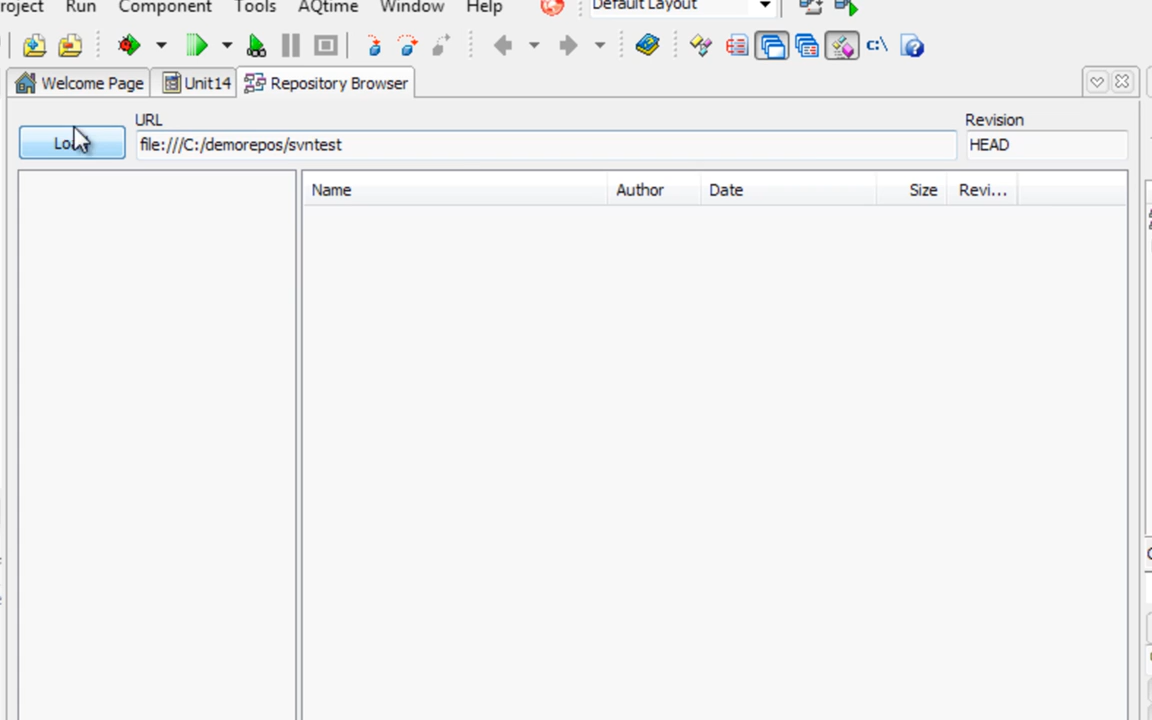 roject Run Component Tools AQtime Window Help Default Layout
C:\
Welcome Page Unit14 Repository Browser
URL Revision
file:///C:/demorepos/svntest HEAD
Name Author Date Size Revi...